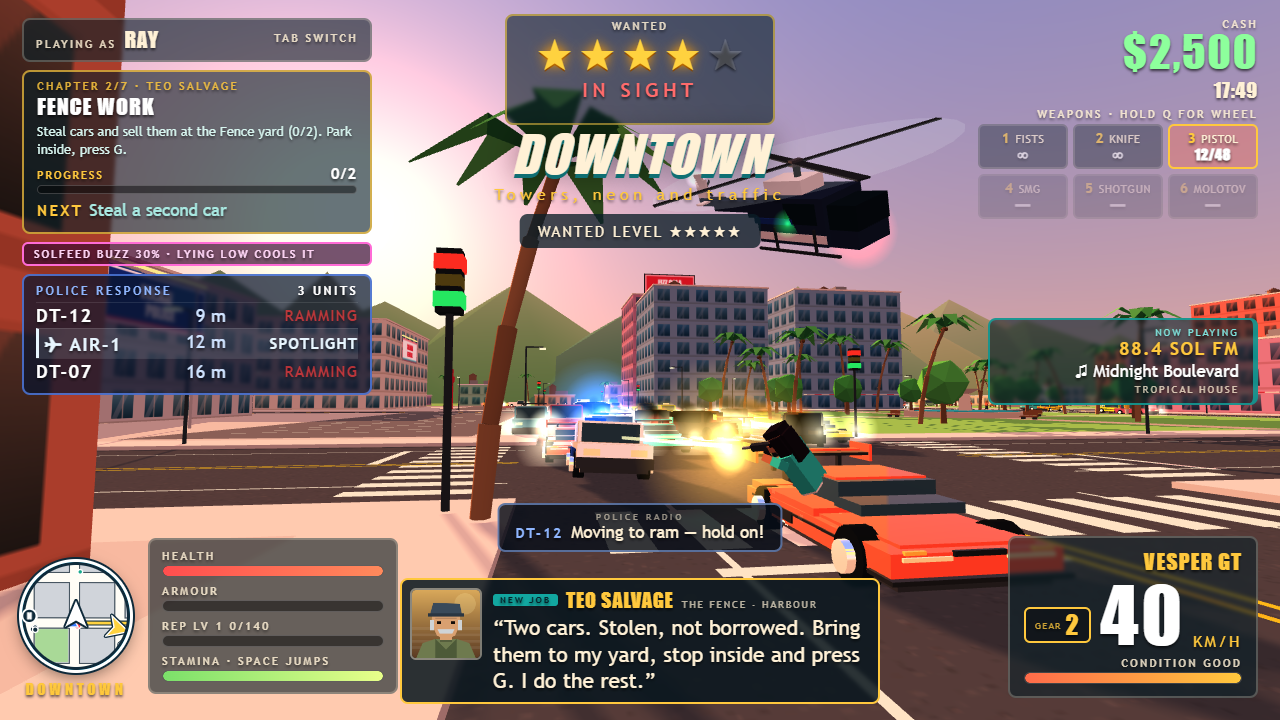 PLAYING AS RAY TAB SWITCH
CHAPTER 2/7 · TEO SALVAGE
FENCE WORK
Steal cars and sell them at the Fence yard (0/2). Park
inside, press G.
PROGRESS 0/2
NEXT Steal a second car
SOLFEED BUZZ 30% · LYING LOW COOLS IT
POLICE RESPONSE 3 UNITS
DT-12 9 m RAMMING
AIR-1 12 m SPOTLIGHT
DT-07 16 m RAMMING
WANTED
IN SIGHT
DOWNTOWN
Towers, neon and traffic
WANTED LEVEL ★★★★★
CASH
$2,500
17:49
WEAPONS · HOLD Q FOR WHEEL
1 FISTS
∞
2 KNIFE
∞
3 PISTOL
12/48
4 SMG
—
5 SHOTGUN
—
6 MOLOTOV
—
NOW PLAYING
88.4 SOL FM
♫ Midnight Boulevard
TROPICAL HOUSE
POLICE RADIO
DT-12 Moving to ram — hold on!
HEALTH
ARMOUR
REP LV 1 0/140
STAMINA · SPACE JUMPS
DOWNTOWN
NEW JOB TEO SALVAGE THE FENCE · HARBOUR
“Two cars. Stolen, not borrowed. Bring
them to my yard, stop inside and press
G. I do the rest.”
VESPER GT
GEAR 2 40 KM/H
CONDITION GOOD